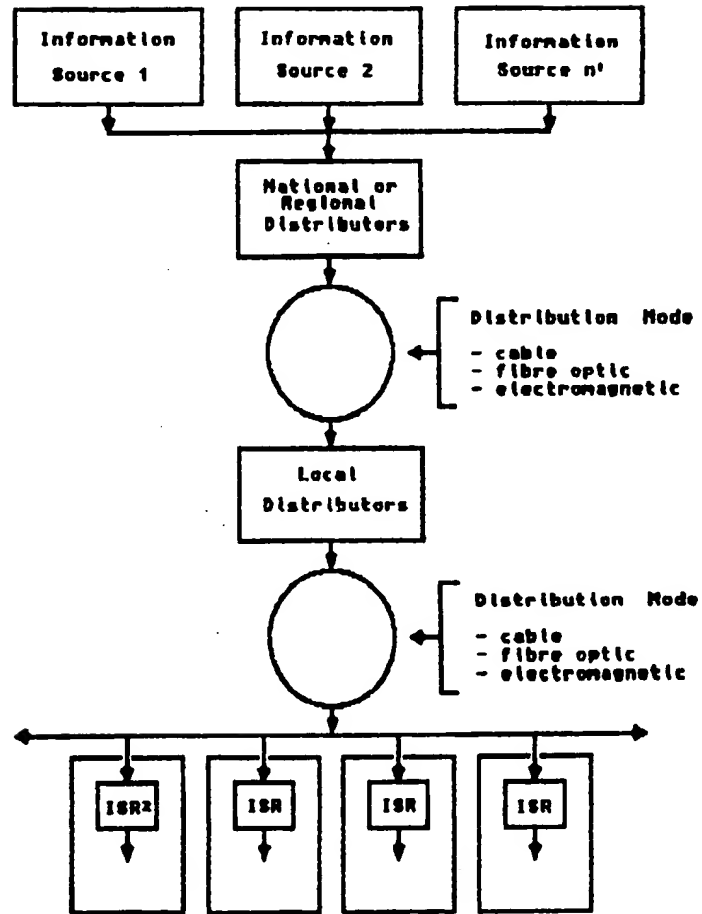 Information
Source 1
Information
Source 2
Information
Source n'
National or
Regional
Distributors
Distribution Mode
- cable
- fibre optic
- electromagnetic
Local
Distributors
Distribution Mode
- cable
- fibre optic
- electromagnetic
ISR²
ISR
ISR
ISR